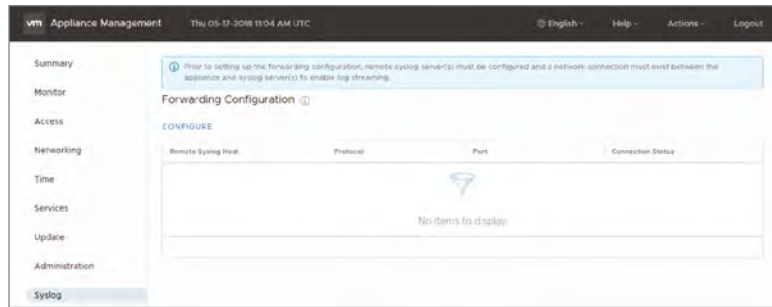 vm Appliance Management Thu 05-17-2018 11:04 AM UTC English Help Actions Logout
Summary
Monitor
Access
Networking
Time
Services
Update
Administration
Syslog
Prior to setting up the forwarding configuration, remote syslog server(s) must be configured and a network connection must exist between the
appliance and syslog server(s) to enable log streaming.
Forwarding Configuration
CONFIGURE
Remote Syslog Host Protocol Port Connection Status
No items to display